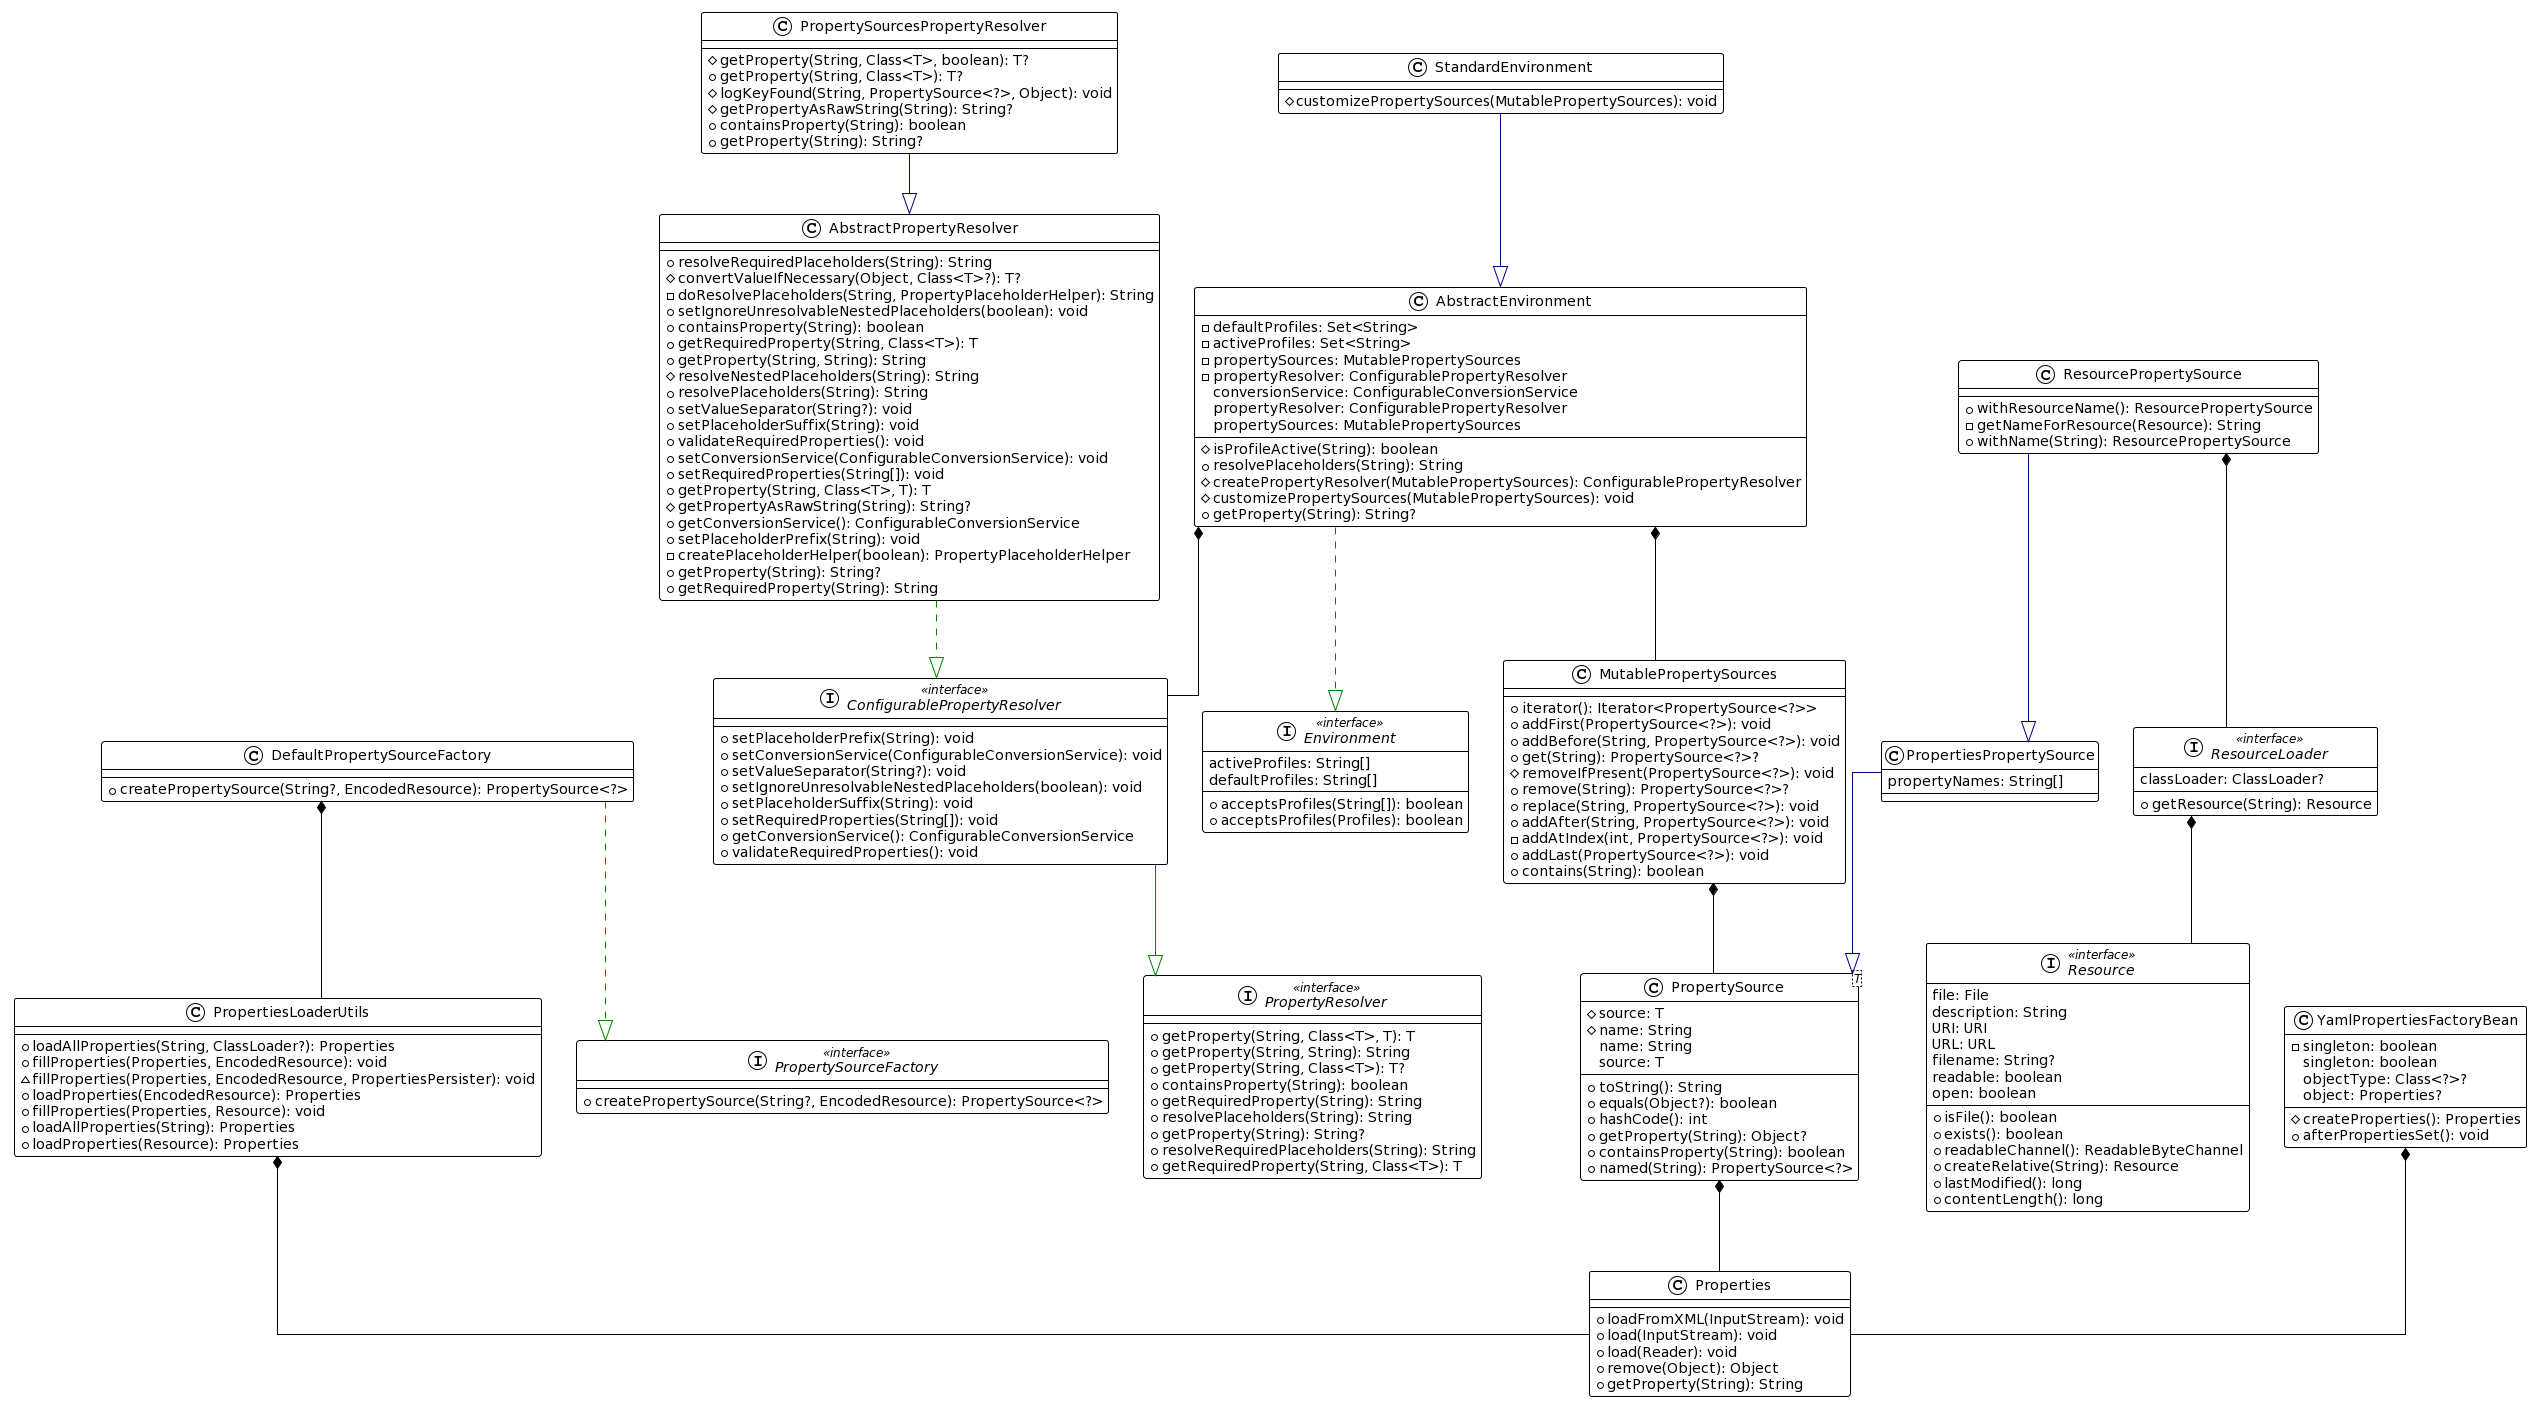 PropertySourcesPropertyResolver
getProperty(String, Class<T>, boolean): T?
getProperty(String, Class<T>): T?
logKeyFound(String, PropertySource<?>, Object): void
getPropertyAsRawString(String): String?
containsProperty(String): boolean
getProperty(String): String?
StandardEnvironment
customizePropertySources(MutablePropertySources): void
AbstractPropertyResolver
resolveRequiredPlaceholders(String): String
convertValueIfNecessary(Object, Class<T>?): T?
doResolvePlaceholders(String, PropertyPlaceholderHelper): String
setIgnoreUnresolvableNestedPlaceholders(boolean): void
containsProperty(String): boolean
getRequiredProperty(String, Class<T>): T
getProperty(String, String): String
resolveNestedPlaceholders(String): String
resolvePlaceholders(String): String
setValueSeparator(String?): void
setPlaceholderSuffix(String): void
validateRequiredProperties(): void
setConversionService(ConfigurableConversionService): void
setRequiredProperties(String[]): void
getProperty(String, Class<T>, T): T
getPropertyAsRawString(String): String?
getConversionService(): ConfigurableConversionService
setPlaceholderPrefix(String): void
createPlaceholderHelper(boolean): PropertyPlaceholderHelper
getProperty(String): String?
getRequiredProperty(String): String
AbstractEnvironment
defaultProfiles: Set<String>
activeProfiles: Set<String>
propertySources: MutablePropertySources
propertyResolver: ConfigurablePropertyResolver
conversionService: ConfigurableConversionService
propertyResolver: ConfigurablePropertyResolver
propertySources: MutablePropertySources
isProfileActive(String): boolean
resolvePlaceholders(String): String
createPropertyResolver(MutablePropertySources): ConfigurablePropertyResolver
customizePropertySources(MutablePropertySources): void
getProperty(String): String?
ResourcePropertySource
withResourceName(): ResourcePropertySource
getNameForResource(Resource): String
withName(String): ResourcePropertySource
«interface»
ConfigurablePropertyResolver
setPlaceholderPrefix(String): void
setConversionService(ConfigurableConversionService): void
setValueSeparator(String?): void
setIgnoreUnresolvableNestedPlaceholders(boolean): void
setPlaceholderSuffix(String): void
setRequiredProperties(String[]): void
getConversionService(): ConfigurableConversionService
validateRequiredProperties(): void
«interface»
Environment
activeProfiles: String[]
defaultProfiles: String[]
acceptsProfiles(String[]): boolean
acceptsProfiles(Profiles): boolean
MutablePropertySources
iterator(): Iterator<PropertySource<?>>
addFirst(PropertySource<?>): void
addBefore(String, PropertySource<?>): void
get(String): PropertySource<?>?
removeIfPresent(PropertySource<?>): void
remove(String): PropertySource<?>?
replace(String, PropertySource<?>): void
addAfter(String, PropertySource<?>): void
addAtIndex(int, PropertySource<?>): void
addLast(PropertySource<?>): void
contains(String): boolean
PropertiesPropertySource
propertyNames: String[]
«interface»
ResourceLoader
classLoader: ClassLoader?
getResource(String): Resource
DefaultPropertySourceFactory
createPropertySource(String?, EncodedResource): PropertySource<?>
PropertiesLoaderUtils
loadAllProperties(String, ClassLoader?): Properties
fillProperties(Properties, EncodedResource): void
fillProperties(Properties, EncodedResource, PropertiesPersister): void
loadProperties(EncodedResource): Properties
fillProperties(Properties, Resource): void
loadAllProperties(String): Properties
loadProperties(Resource): Properties
«interface»
PropertySourceFactory
createPropertySource(String?, EncodedResource): PropertySource<?>
«interface»
PropertyResolver
getProperty(String, Class<T>, T): T
getProperty(String, String): String
getProperty(String, Class<T>): T?
containsProperty(String): boolean
getRequiredProperty(String): String
resolvePlaceholders(String): String
getProperty(String): String?
resolveRequiredPlaceholders(String): String
getRequiredProperty(String, Class<T>): T
T
PropertySource
source: T
name: String
name: String
source: T
toString(): String
equals(Object?): boolean
hashCode(): int
getProperty(String): Object?
containsProperty(String): boolean
named(String): PropertySource<?>
«interface»
Resource
file: File
description: String
URI: URI
URL: URL
filename: String?
readable: boolean
open: boolean
isFile(): boolean
exists(): boolean
readableChannel(): ReadableByteChannel
createRelative(String): Resource
lastModified(): long
contentLength(): long
YamlPropertiesFactoryBean
singleton: boolean
singleton: boolean
objectType: Class<?>?
object: Properties?
createProperties(): Properties
afterPropertiesSet(): void
Properties
loadFromXML(InputStream): void
load(InputStream): void
load(Reader): void
remove(Object): Object
getProperty(String): String